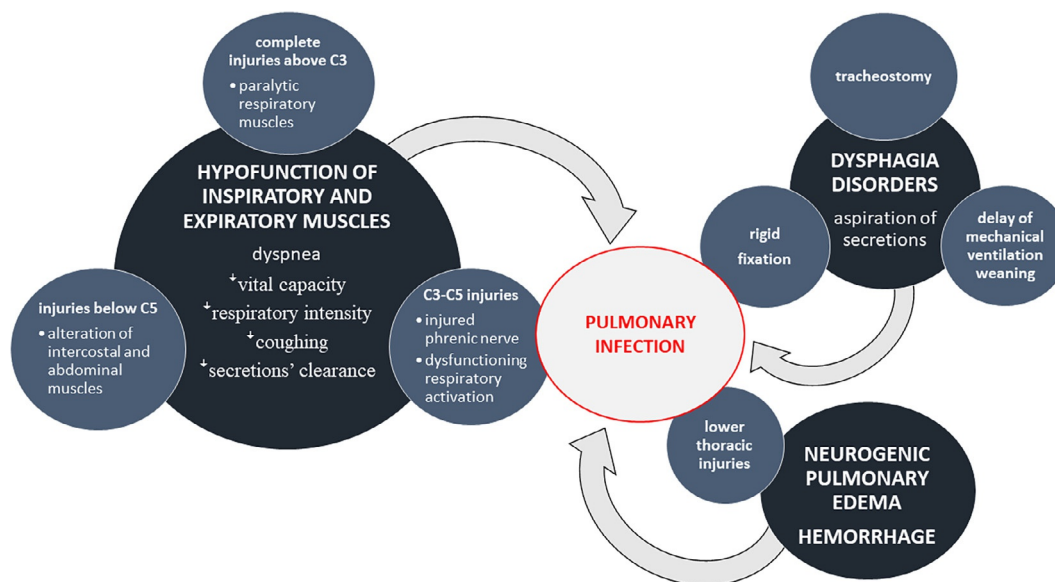 complete
injuries above C3
• paralytic
respiratory
muscles
HYPOFUNCTION OF
INSPIRATORY AND
EXPIRATORY MUSCLES
dyspnea
↓vital capacity
↓respiratory intensity
↓coughing
↓secretions’ clearance
injuries below C5
• alteration of
intercostal and
abdominal
muscles
C3-C5 injuries
• injured
phrenic nerve
• dysfunctioning
respiratory
activation
PULMONARY
INFECTION
tracheostomy
DYSPHAGIA
DISORDERS
aspiration of
secretions
rigid
fixation
delay of
mechanical
ventilation
weaning
lower
thoracic
injuries
NEUROGENIC
PULMONARY
EDEMA
HEMORRHAGE